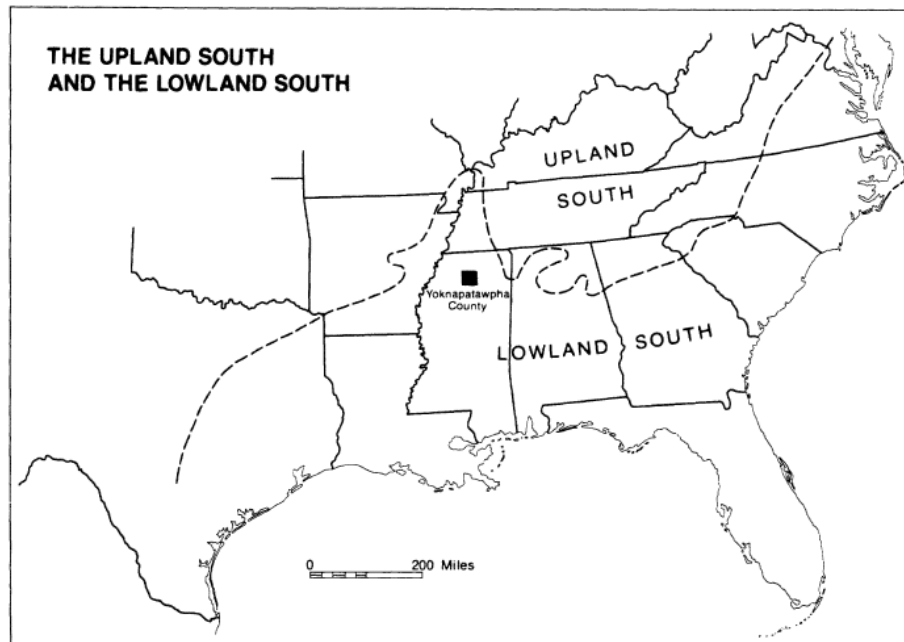 THE UPLAND SOUTH
AND THE LOWLAND SOUTH
UPLAND
SOUTH
Yoknapatawpha
County
LOWLAND SOUTH
0 200 Miles